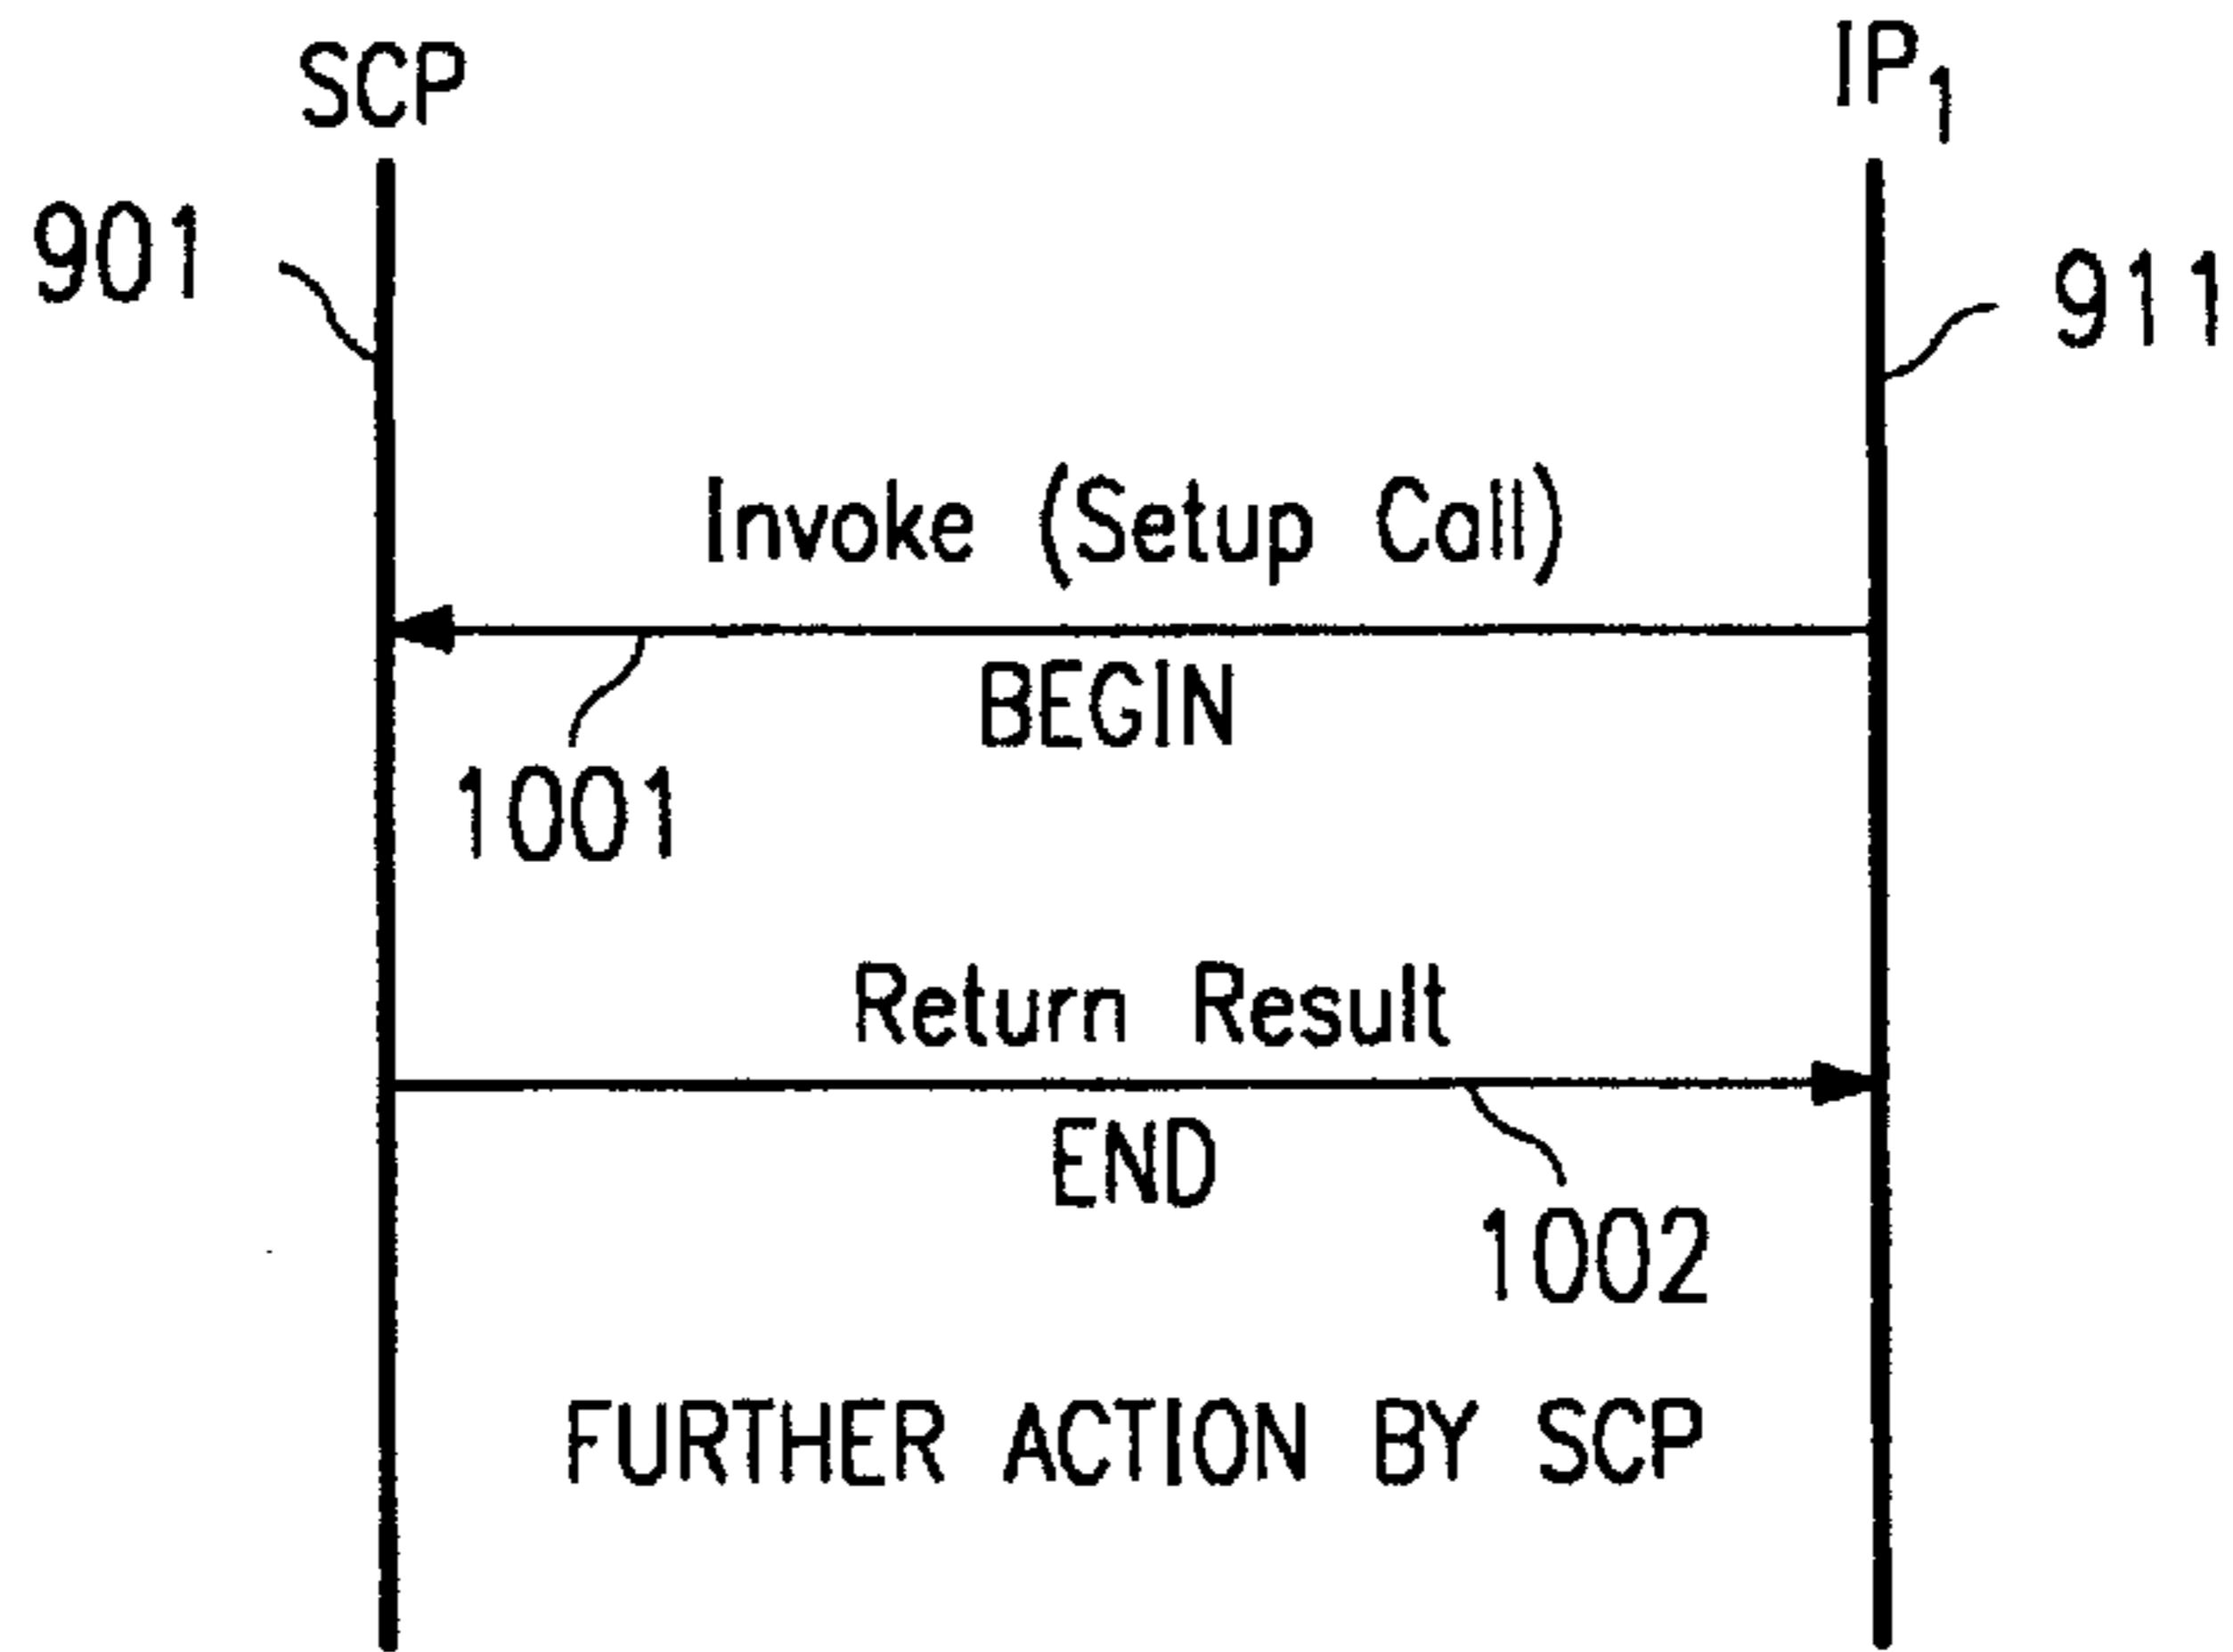 SCP
IP1
901
911
Invoke (Setup Call)
BEGIN
1001
Return Result
END
1002
FURTHER ACTION BY SCP